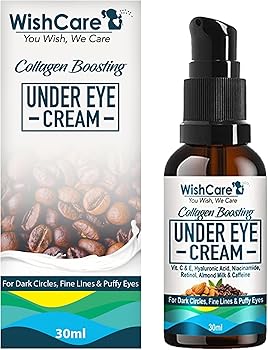 WishCare
You Wish, We Care
Collagen Boosting
UNDER EYE
CREAM
For Dark Circles, Fine Lines & Puffy Eyes
30ml
WishCare
You Wish, We Care
Collagen Boosting
UNDER EYE
CREAM
Vit. C & E, Hyaluronic Acid, Niacinamide,
Retinol, Almond Milk & Caffeine
For Dark Circles, Fine Lines & Puffy Eyes
30ml